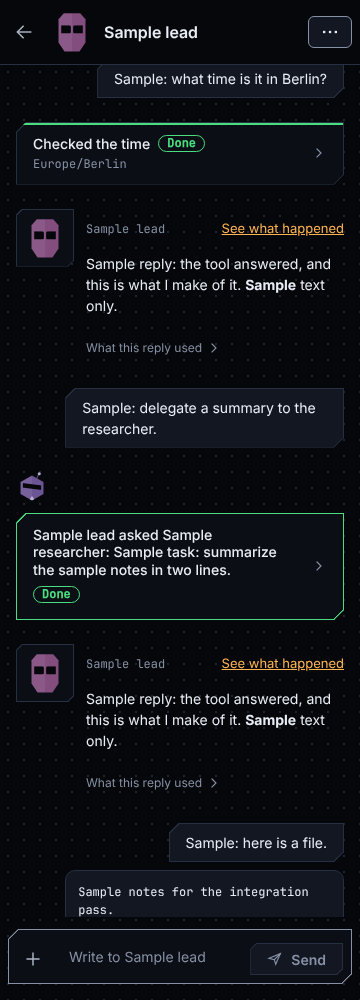 Sample lead
Sample: what time is it in Berlin?
Checked the time Done
Europe/Berlin
Sample lead See what happened
Sample reply: the tool answered, and
this is what I make of it. Sample text
only.
What this reply used
Sample: delegate a summary to the
researcher.
Sample lead asked Sample
researcher: Sample task: summarize
the sample notes in two lines.
Done
Sample lead See what happened
Sample reply: the tool answered, and
this is what I make of it. Sample text
only.
What this reply used
Sample: here is a file.
Sample notes for the integration
pass.
Write to Sample lead Send